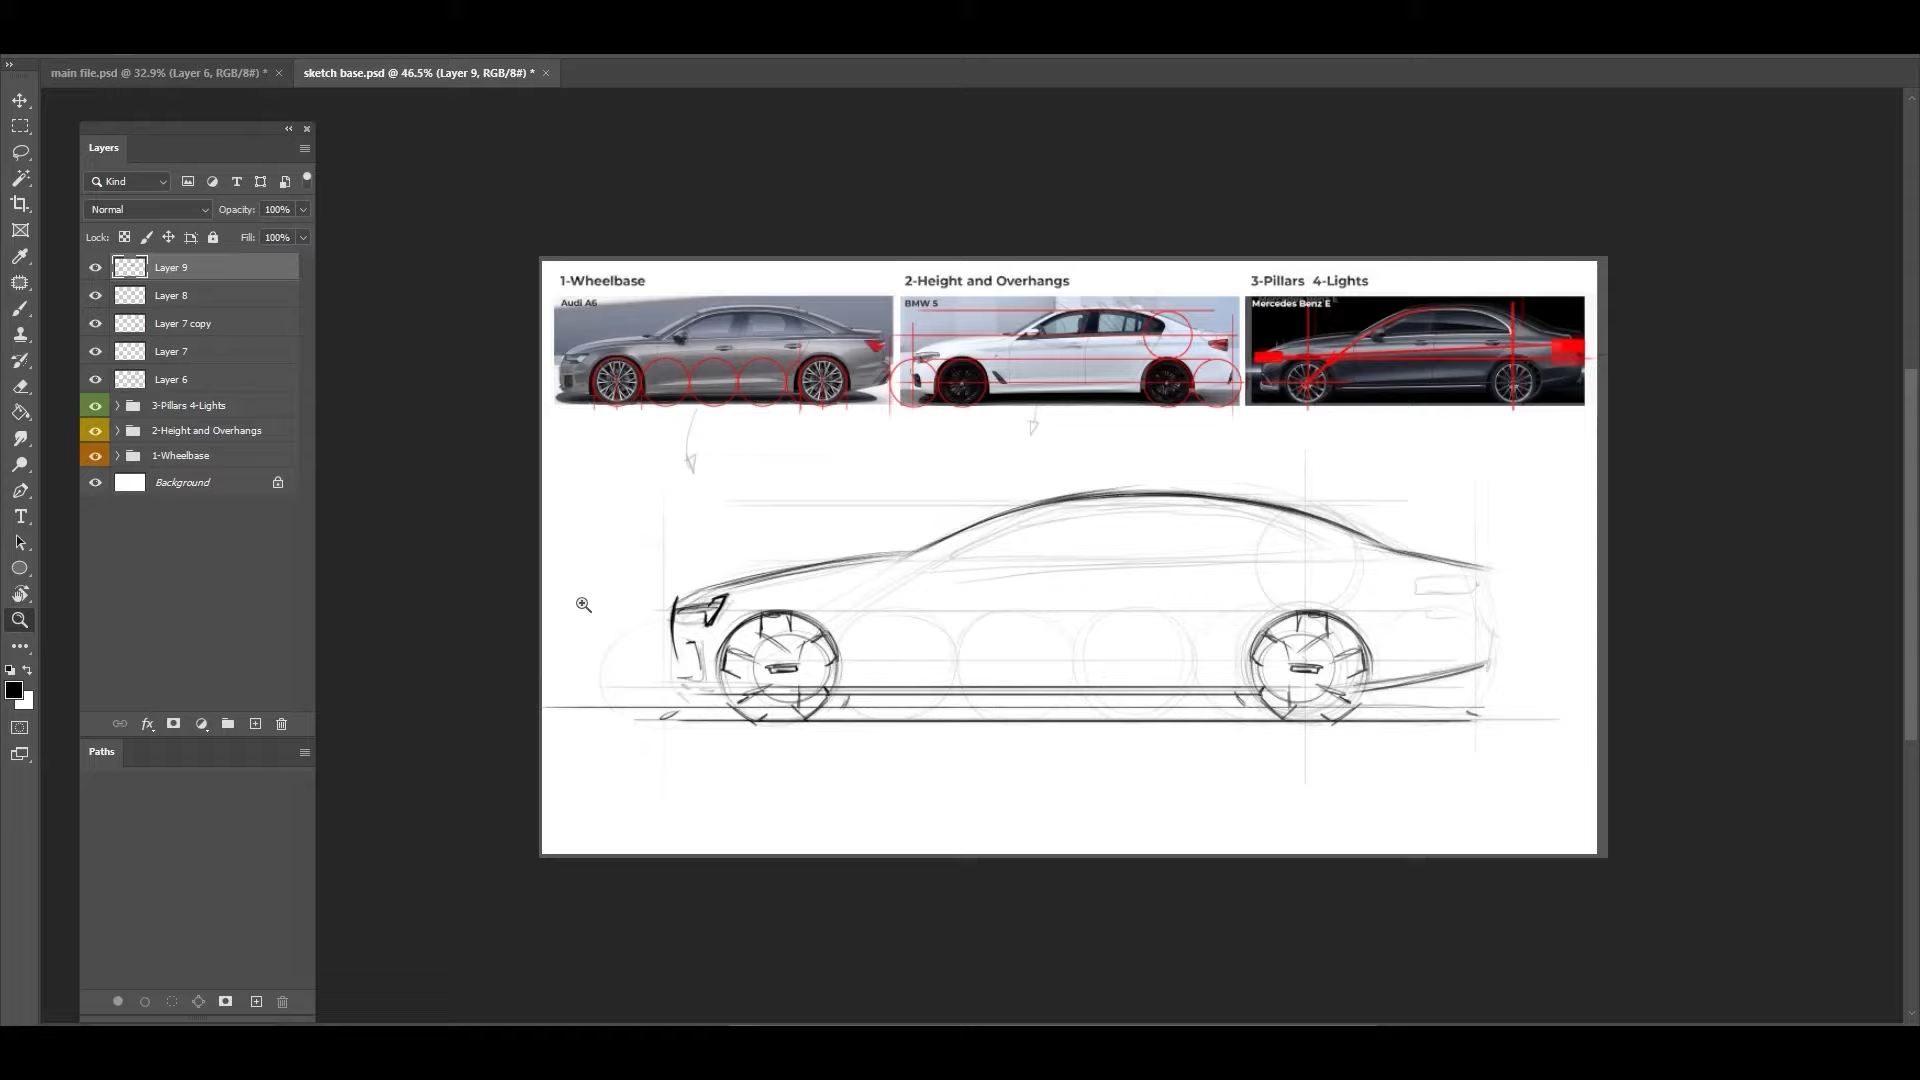 main file.psd @ 32.9% (Layer 6, RGB/8#) *
sketch base.psd @ 46.5% (Layer 9, RGB/8#) *
Layers
Kind
Normal
Opacity: 100%
Lock:
Fill: 100%
Layer 9
Layer 8
Layer 7 copy
Layer 7
Layer 6
3-Pillars 4-Lights
2-Height and Overhangs
1-Wheelbase
Background
fx
Paths
1-Wheelbase
Audi A6
2-Height and Overhangs
BMW 5
3-Pillars 4-Lights
Mercedes Benz E